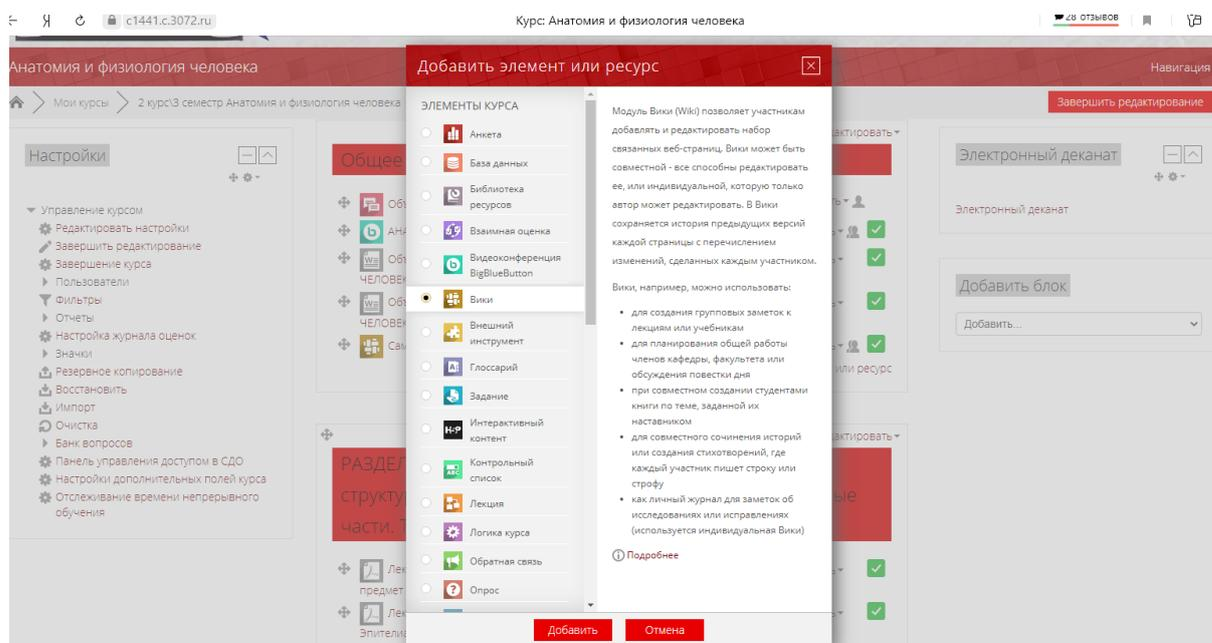 Я
c1441.c.3072.ru
Курс: Анатомия и физиология человека
28 отзывов
Анатомия и физиология человека
Навигация
Мои курсы
2 курс\3 семестр Анатомия и физиология человека
Завершить редактирование
Настройки
Управление курсом
Редактировать настройки
Завершить редактирование
Завершение курса
Пользователи
Фильтры
Отчеты
Настройка журнала оценок
Значки
Резервное копирование
Восстановить
Импорт
Очистка
Банк вопросов
Панель управления доступом в СДО
Настройки дополнительных полей курса
Отслеживание времени непрерывного
обучения
Общее
ЧЕЛОВЕК
ЧЕЛОВЕК
или ресурс
РАЗДЕЛ
структу
части.
предмет
Добавить элемент или ресурс
ЭЛЕМЕНТЫ КУРСА
Анкета
База данных
Библиотека
ресурсов
Взаимная оценка
Видеоконференция
BigBlueButton
Вики
Внешний
инструмент
Глоссарий
Задание
Интерактивный
контент
Контрольный
список
Лекция
Логика курса
Обратная связь
Опрос
Модуль Вики (Wiki) позволяет участникам
добавлять и редактировать набор
связанных веб-страниц. Вики может быть
совместной - все способны редактировать
ее, или индивидуальной, которую только
автор может редактировать. В Вики
сохраняется история предыдущих версий
каждой страницы с перечислением
изменений, сделанных каждым участником.
Вики, например, можно использовать:
• для создания групповых заметок к
лекциям или учебникам
• для планирования общей работы
членов кафедры, факультета или
обсуждения повестки дня
• при совместном создании студентами
книги по теме, заданной их
наставником
• для совместного сочинения историй
или создания стихотворений, где
каждый участник пишет строку или
строфу
• как личный журнал для заметок об
исследованиях или исправлениях
(используется индивидуальная Вики)
Подробнее
Добавить
Отмена
Электронный деканат
Электронный деканат
Добавить блок
Добавить...